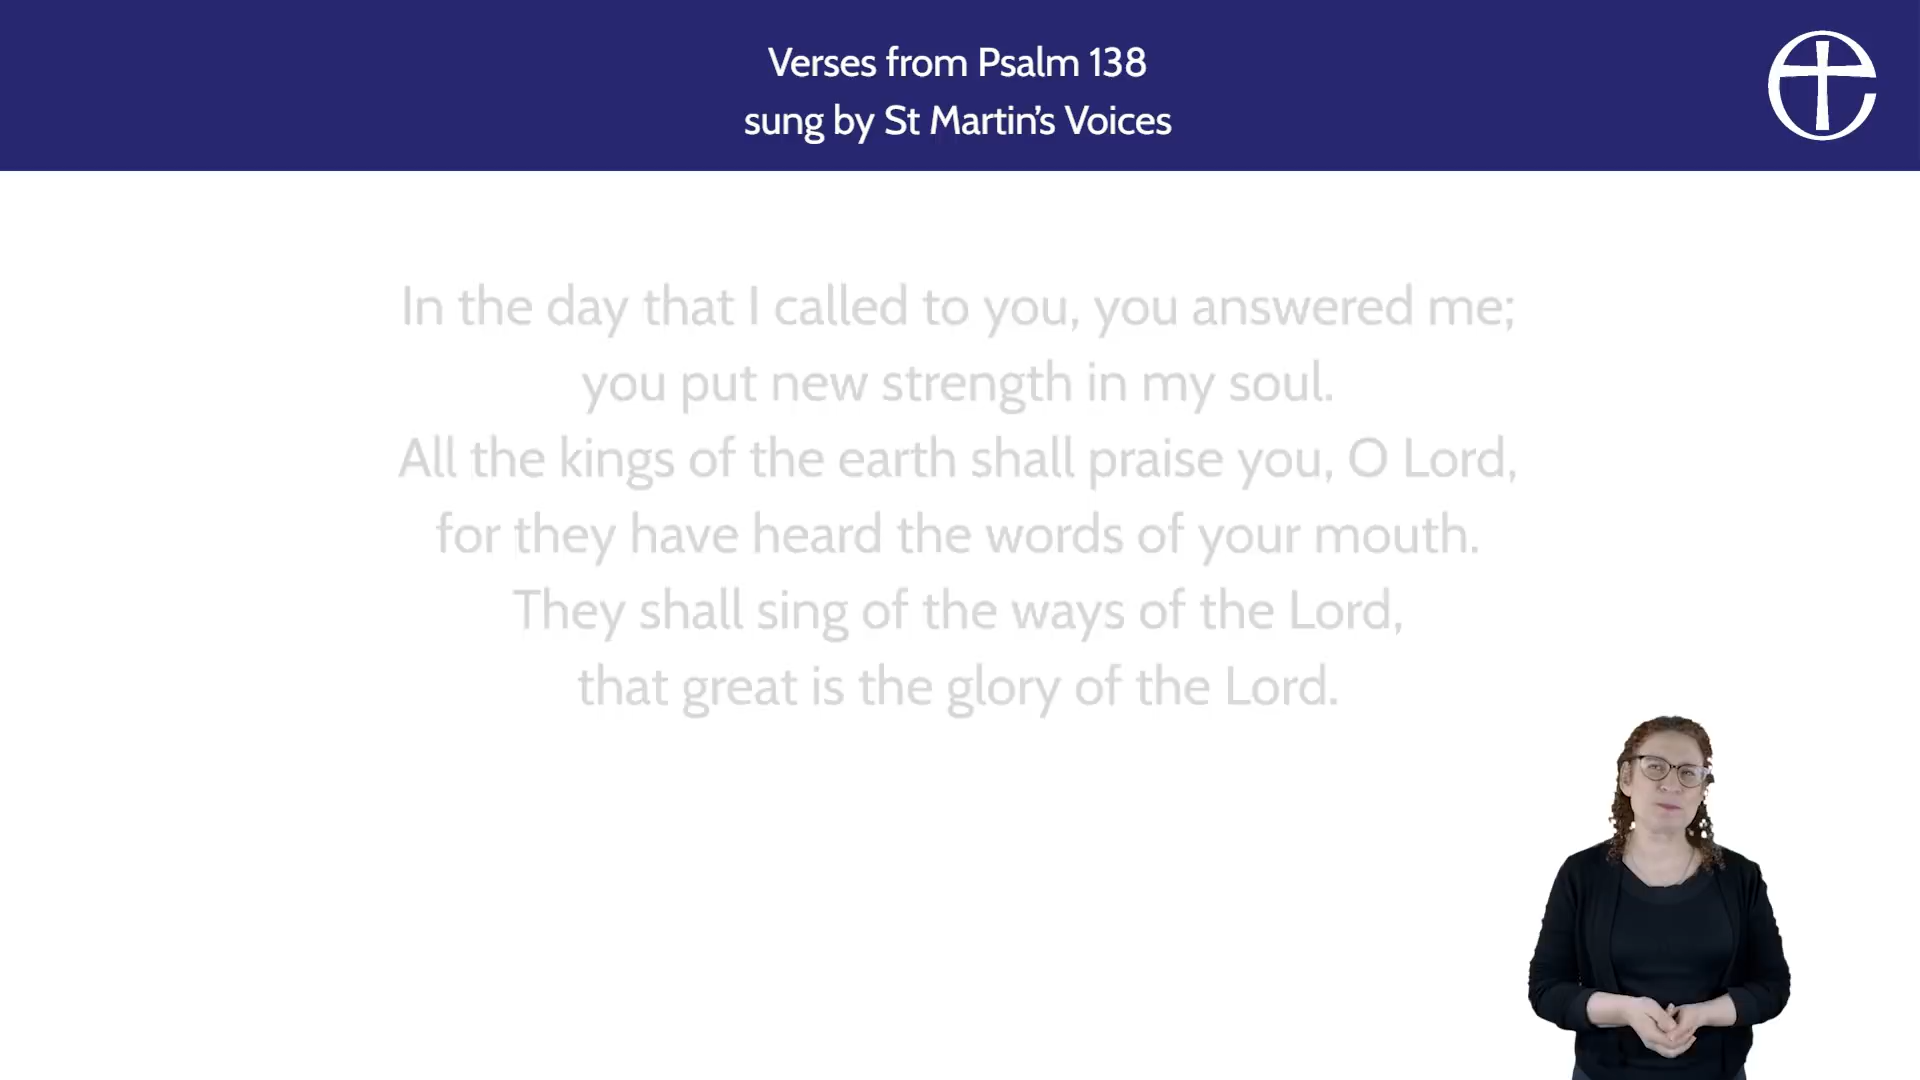 Verses from Psalm 138
sung by St Martin's Voices
In the day that I called to you, you answered me;
you put new strength in my soul.
All the kings of the earth shall praise you, O Lord,
for they have heard the words of your mouth.
They shall sing of the ways of the Lord,
that great is the glory of the Lord.